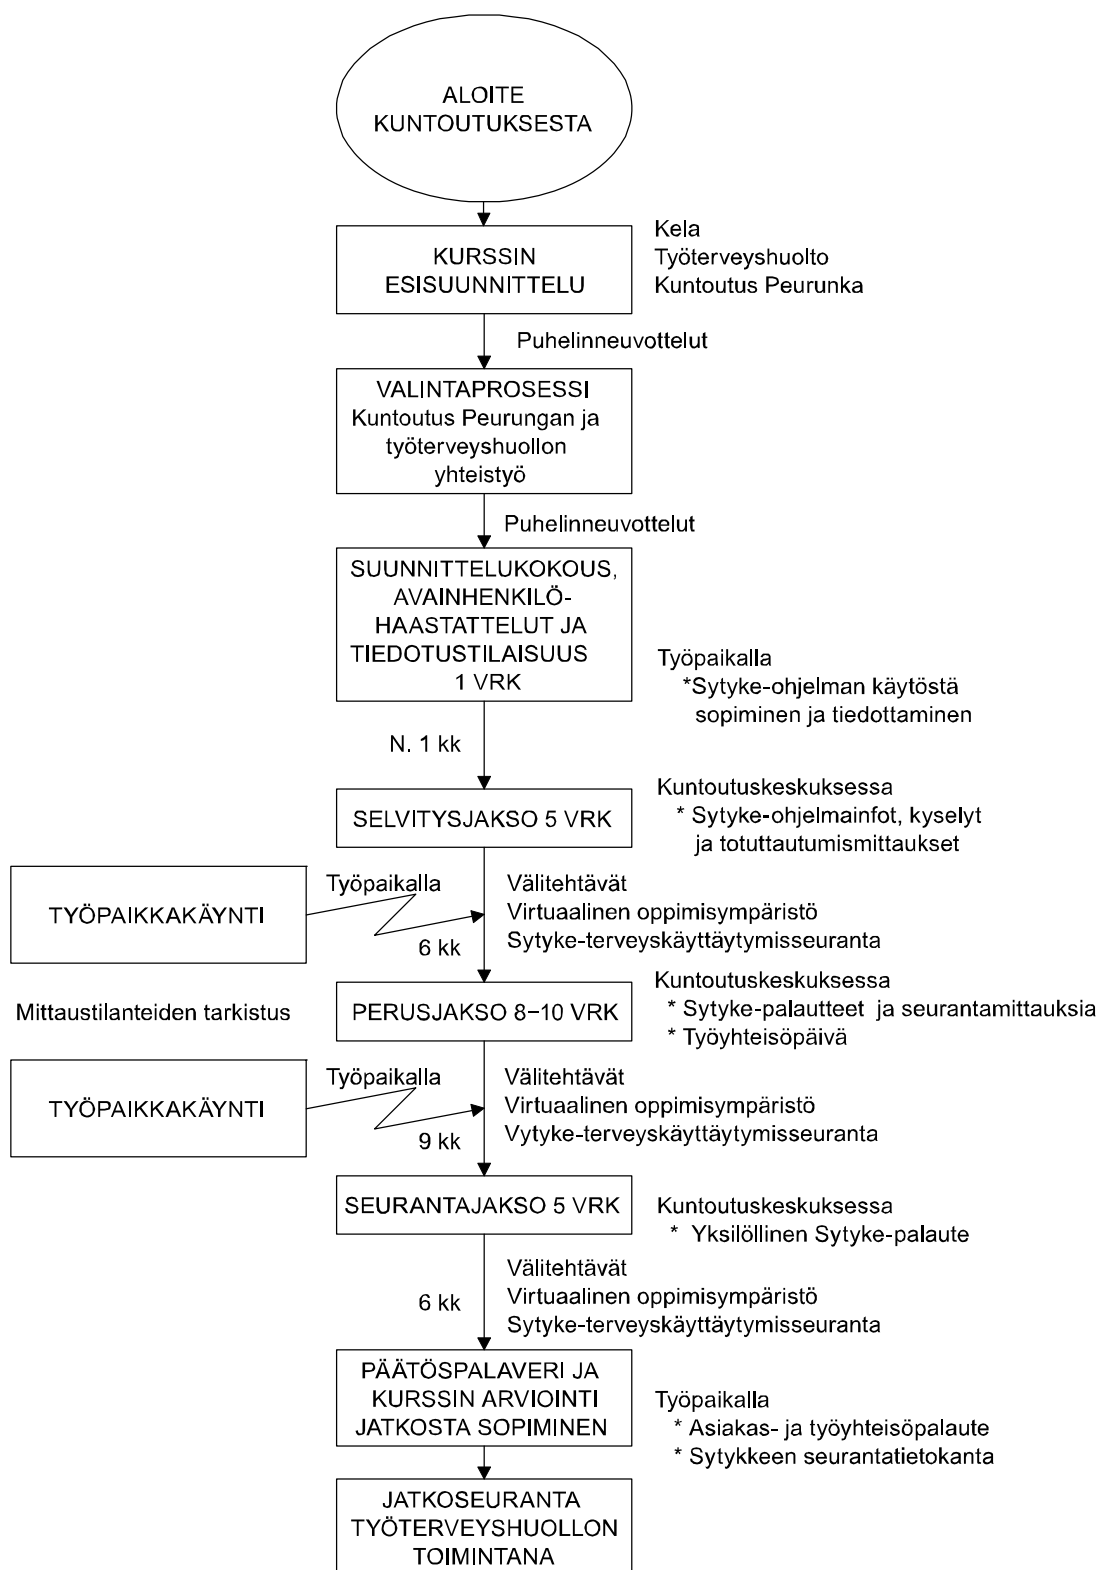 ALOITE
KUNTOUTUKSESTA
KURSSIN
ESISUUNNITTELU
Kela
Työterveyshuolto
Kuntoutus Peurunka
Puhelinneuvottelut
VALINTAPROSESSI
Kuntoutus Peurungan ja
työterveyshuollon
yhteistyö
Puhelinneuvottelut
SUUNNITTELUKOKOUS,
AVAINHENKILÖ-
HAASTATTELUT JA
TIEDOTUSTILAISUUS
1 VRK
Työpaikalla
*Sytyke-ohjelman käytöstä
sopiminen ja tiedottaminen
N. 1 kk
SELVITYSJAKSO 5 VRK
Kuntoutuskeskuksessa
* Sytyke-ohjelmainfot, kyselyt
ja totuttautumismittaukset
TYÖPAIKKAKÄYNTI
Työpaikalla
6 kk
Välitehtävät
Virtuaalinen oppimisympäristö
Sytyke-terveyskäyttäytymisseuranta
Mittaustilanteiden tarkistus
PERUSJAKSO 8–10 VRK
Kuntoutuskeskuksessa
* Sytyke-palautteet ja seurantamittauksia
* Työyhteisöpäivä
TYÖPAIKKAKÄYNTI
Työpaikalla
9 kk
Välitehtävät
Virtuaalinen oppimisympäristö
Vytyke-terveyskäyttäytymisseuranta
SEURANTAJAKSO 5 VRK
Kuntoutuskeskuksessa
* Yksilöllinen Sytyke-palaute
6 kk
Välitehtävät
Virtuaalinen oppimisympäristö
Sytyke-terveyskäyttäytymisseuranta
PÄÄTÖSPALAVERI JA
KURSSIN ARVIOINTI
JATKOSTA SOPIMINEN
Työpaikalla
* Asiakas- ja työyhteisöpalaute
* Sytykkeen seurantatietokanta
JATKOSEURANTA
TYÖTERVEYSHUOLLON
TOIMINTANA